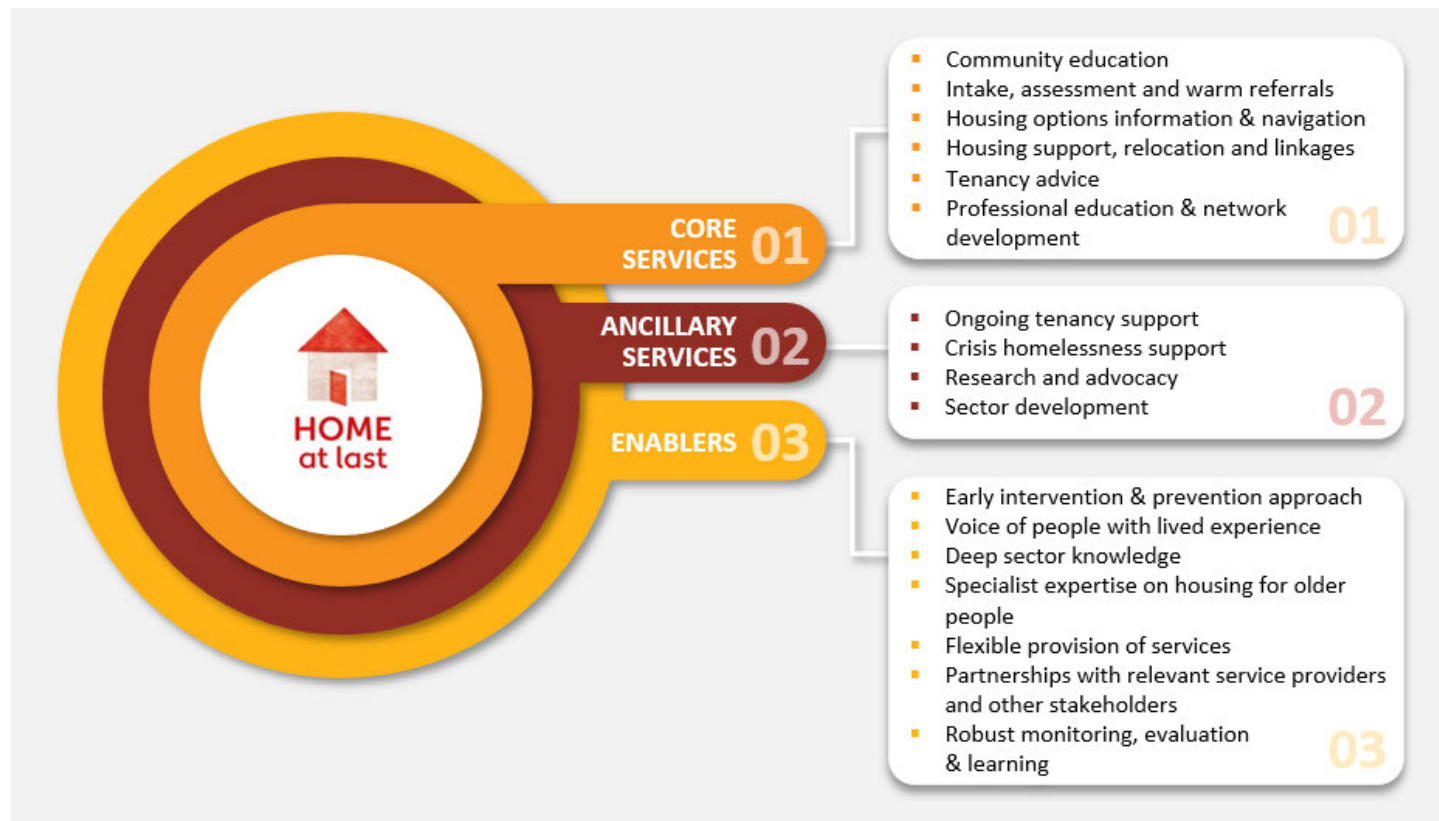 HOME
at last
CORE
SERVICES
01
ANCILLARY
SERVICES
02
ENABLERS
03
Community education
Intake, assessment and warm referrals
Housing options information & navigation
Housing support, relocation and linkages
Tenancy advice
Professional education & network
development
01
Ongoing tenancy support
Crisis homelessness support
Research and advocacy
Sector development
02
Early intervention & prevention approach
Voice of people with lived experience
Deep sector knowledge
Specialist expertise on housing for older
people
Flexible provision of services
Partnerships with relevant service providers
and other stakeholders
Robust monitoring, evaluation
& learning
03